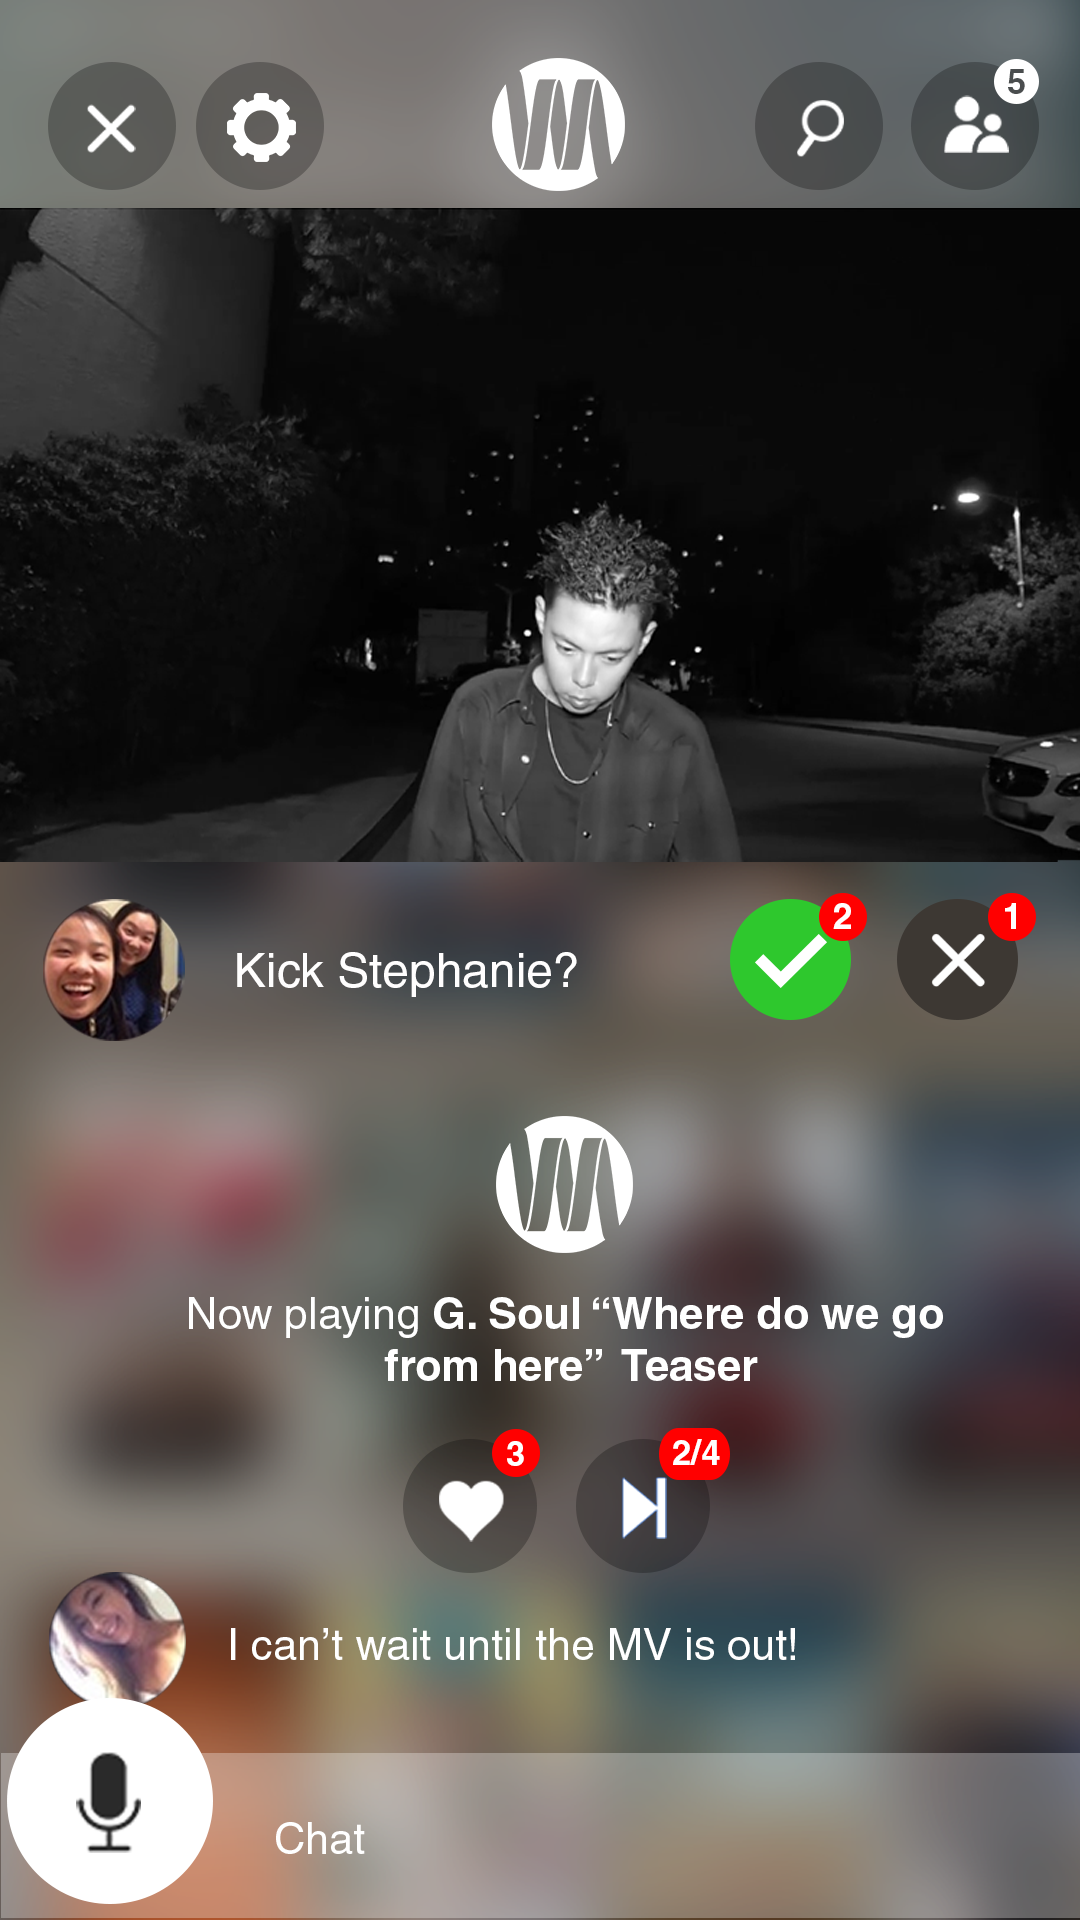 5
Kick Stephanie?
2
1
Now playing G. Soul “Where do we go
from here” Teaser
3
2/4
I can’t wait until the MV is out!
Chat